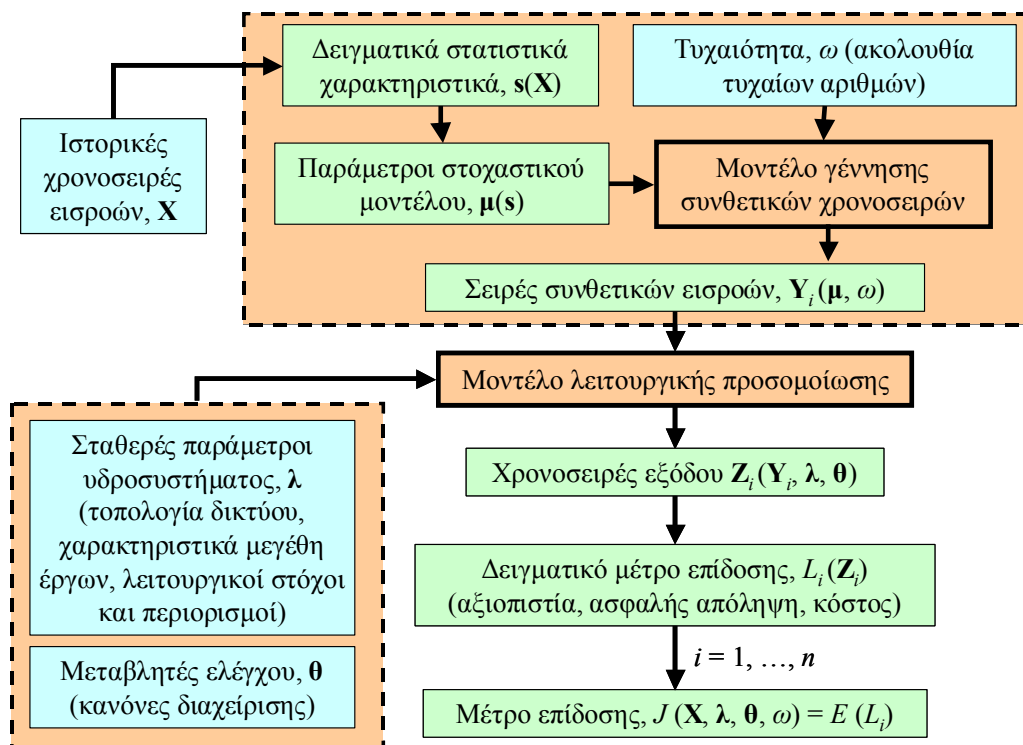 Δειγματικά στατιστικά
χαρακτηριστικά, s(X)
Τυχαιότητα, ω (ακολουθία
τυχαίων αριθμών)
Ιστορικές
χρονοσειρές
εισροών, X
Παράμετροι στοχαστικού
μοντέλου, μ(s)
Μοντέλο γέννησης
συνθετικών χρονοσειρών
Σειρές συνθετικών εισροών, Yi (μ, ω)
Μοντέλο λειτουργικής προσομοίωσης
Σταθερές παράμετροι
υδροσυστήματος, λ
(τοπολογία δικτύου,
χαρακτηριστικά μεγέθη
έργων, λειτουργικοί στόχοι
και περιορισμοί)
Μεταβλητές ελέγχου, θ
(κανόνες διαχείρισης)
Χρονοσειρές εξόδου Zi (Yi, λ, θ)
Δειγματικό μέτρο επίδοσης, Li (Zi)
(αξιοπιστία, ασφαλής απόληψη, κόστος)
i = 1, …, n
Μέτρο επίδοσης, J (X, λ, θ, ω) = E (Li)